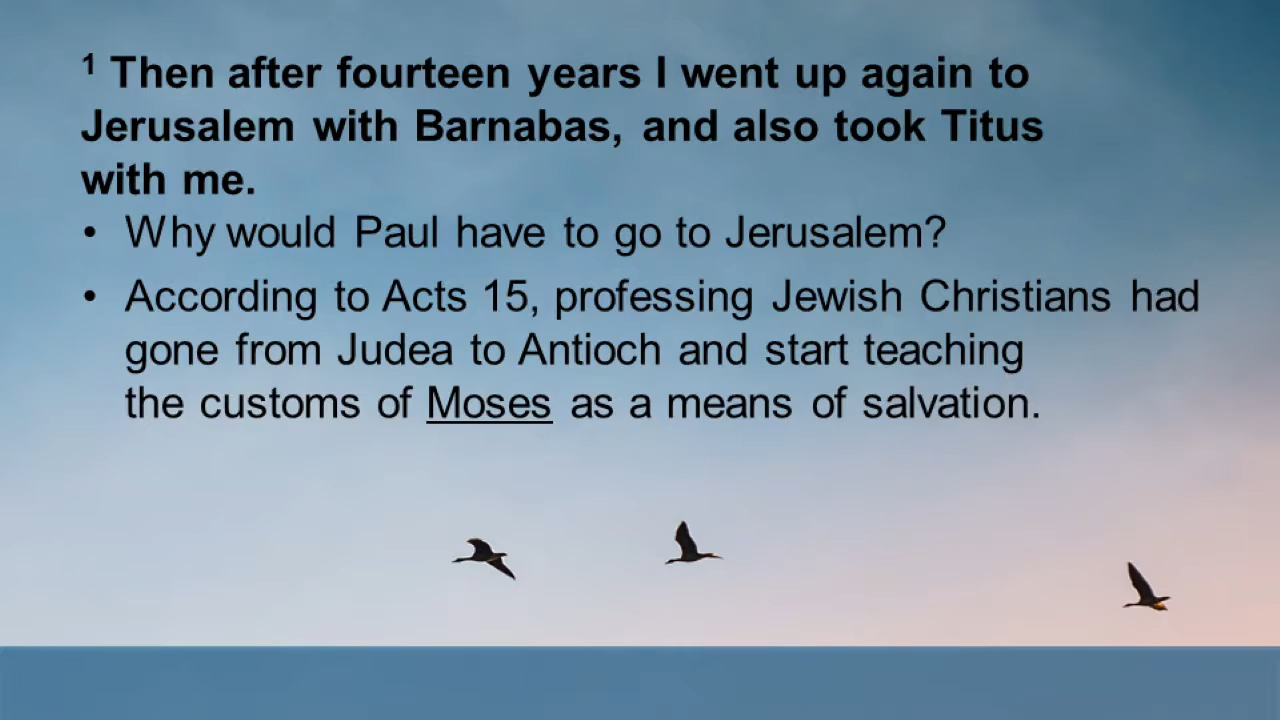 1 Then after fourteen years I went up again to
Jerusalem with Barnabas, and also took Titus
with me.
• Why would Paul have to go to Jerusalem?
• According to Acts 15, professing Jewish Christians had
gone from Judea to Antioch and start teaching
the customs of Moses as a means of salvation.